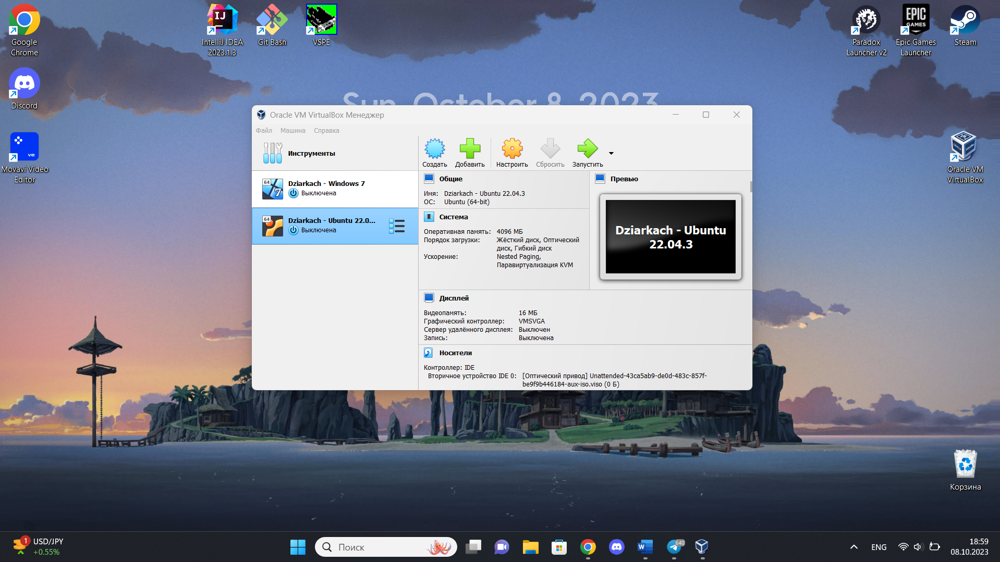 Google
Chrome
IntelliJ IDEA
2023.1.3
Git Bash
VSPE
Paradox
Launcher v2
EPIC
GAMES
Epic Games
Launcher
Steam
Discord
ve
Movavi Video
Editor
Oracle VM
VirtualBox
Корзина
Sun, October 8, 2023
Oracle VM VirtualBox Менеджер
Файл Машина Справка
Инструменты
Создать
Добавить
Настроить
Сбросить
Запустить
64
7
Dziarkach - Windows 7
Выключена
64
Dziarkach - Ubuntu 22.0...
Выключена
Общие
Имя: Dziarkach - Ubuntu 22.04.3
ОС: Ubuntu (64-bit)
Система
Оперативная память: 4096 МБ
Порядок загрузки: Жёсткий диск, Оптический
диск, Гибкий диск
Ускорение: Nested Paging,
Паравиртуализация KVM
Превью
Dziarkach - Ubuntu
22.04.3
Дисплей
Видеопамять: 16 МБ
Графический контроллер: VMSVGA
Сервер удалённого дисплея: Выключен
Запись: Выключена
Носители
Контроллер: IDE
Вторичное устройство IDE 0: [Оптический привод] Unattended-43ca5ab9-de0d-483c-857f-
be9f9b446184-aux-iso.viso (0 Б)
1
USD/JPY
+0.55%
Поиск
W
640
ENG
18:59
08.10.2023